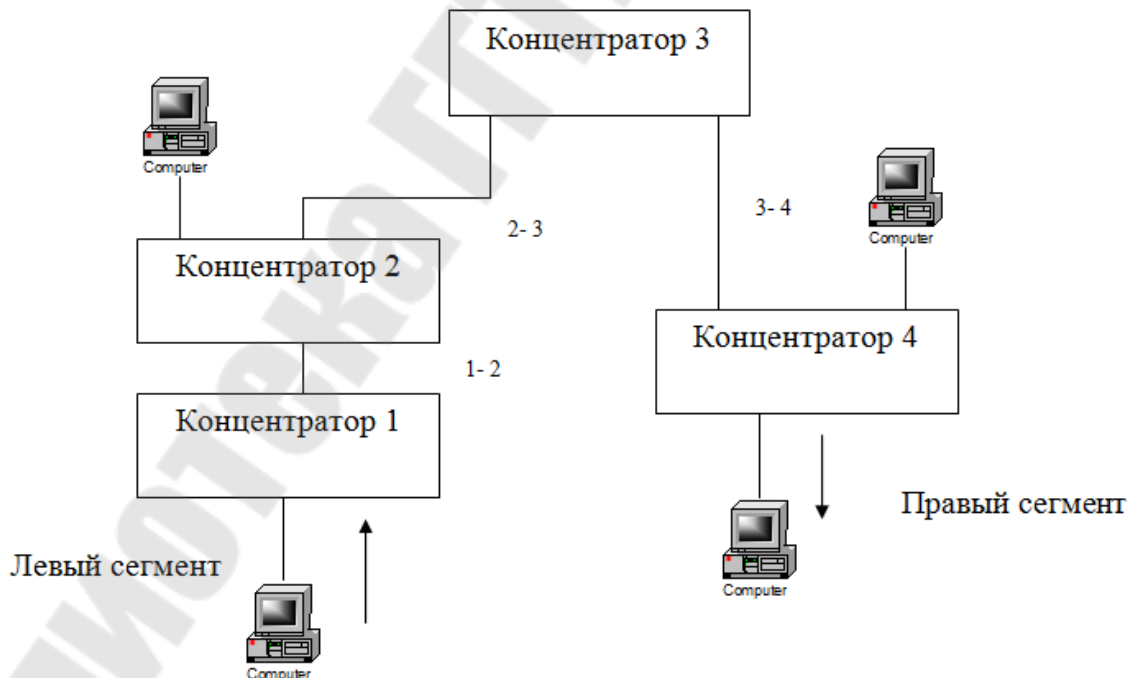 Концентратор 3
Computer
Computer
2- 3
3- 4
Концентратор 2
Концентратор 4
1- 2
Концентратор 1
Правый сегмент
Левый сегмент
Computer
Computer